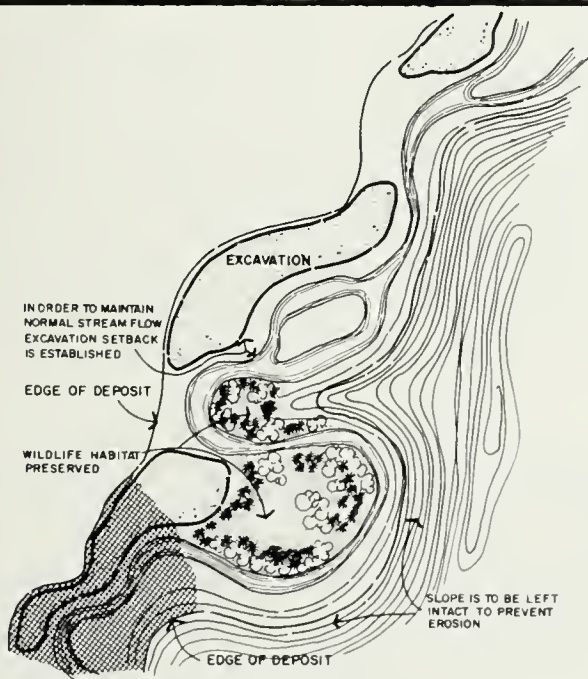 EXCAVATION
IN ORDER TO MAINTAIN
NORMAL STREAM FLOW
EXCAVATION SETBACK
IS ESTABLISHED
EDGE OF DEPOSIT
WILDLIFE HABITAT
PRESERVED
SLOPE IS TO BE LEFT
INTACT TO PREVENT
EROSION
EDGE OF DEPOSIT